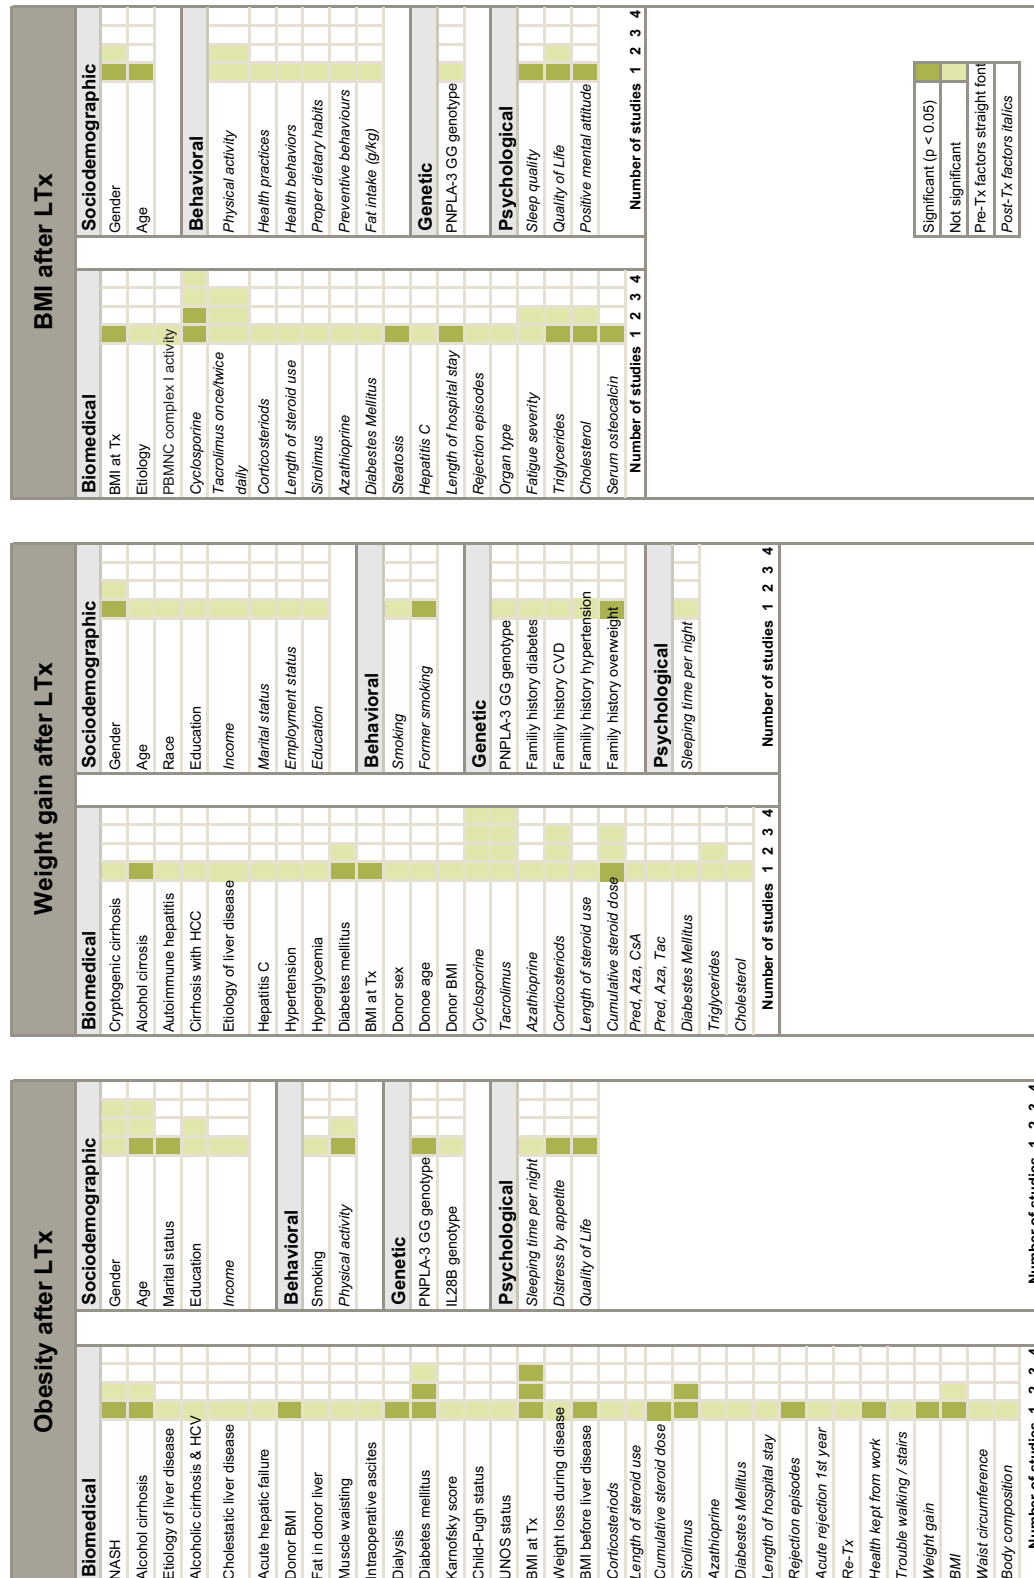 Obesity after LTx
Biomedical
NASH
Alcohol cirrhosis
Etiology of liver disease
Alcoholic cirrhosis & HCV
Cholestatic liver disease
Acute hepatic failure
Donor BMI
Fat in donor liver
Muscle waisting
Intraoperative ascites
Dialysis
Diabetes mellitus
Karnofsky score
Child-Pugh status
UNOS status
BMI at Tx
Weight loss during disease
BMI before liver disease
Corticosteriods
Length of steroid use
Cumulative steroid dose
Sirolimus
Azathioprine
Diabestes Mellitus
Length of hospital stay
Rejection episodes
Acute rejection 1st year
Re-Tx
Health kept from work
Trouble walking / stairs
Weight gain
BMI
Waist circumference
Body composition
Number of studies 1 2 3 4
Sociodemographic
Gender
Age
Marital status
Education
Income
Behavioral
Smoking
Physical activity
Genetic
PNPLA-3 GG genotype
IL28B genotype
Psychological
Sleeping time per night
Distress by appetite
Quality of Life
Number of studies 1 2 3 4
Weight gain after LTx
Biomedical
Cryptogenic cirrhosis
Alcohol cirrosis
Autoimmune hepatitis
Cirrhosis with HCC
Etiology of liver disease
Hepatitis C
Hypertension
Hyperglycemia
Diabetes mellitus
BMI at Tx
Donor sex
Donoe age
Donor BMI
Cyclosporine
Tacrolimus
Azathioprine
Corticosteriods
Length of steroid use
Cumulative steroid dose
Pred, Aza, CsA
Pred, Aza, Tac
Diabestes Mellitus
Triglycerides
Cholesterol
Number of studies 1 2 3 4
Sociodemographic
Gender
Age
Race
Education
Income
Marital status
Employment status
Education
Behavioral
Smoking
Former smoking
Genetic
PNPLA-3 GG genotype
Familiy history diabetes
Familiy history CVD
Familiy history hypertension
Family history overweight
Psychological
Sleeping time per night
Number of studies 1 2 3 4
BMI after LTx
Biomedical
BMI at Tx
Etiology
PBMNC complex I activity
Cyclosporine
Tacrolimus once/twice
daily
Corticosteriods
Length of steroid use
Sirolimus
Azathioprine
Diabestes Mellitus
Steatosis
Hepatitis C
Length of hospital stay
Rejection episodes
Organ type
Fatigue severity
Triglycerides
Cholesterol
Serum osteocalcin
Number of studies 1 2 3 4
Sociodemographic
Gender
Age
Behavioral
Physical activity
Health practices
Health behaviors
Proper dietary habits
Preventive behaviours
Fat intake (g/kg)
Genetic
PNPLA-3 GG genotype
Psychological
Sleep quality
Quality of Life
Positive mental attitude
Number of studies 1 2 3 4
Significant (p < 0.05)
Not significant
Pre-Tx factors straight font
Post-Tx factors italics